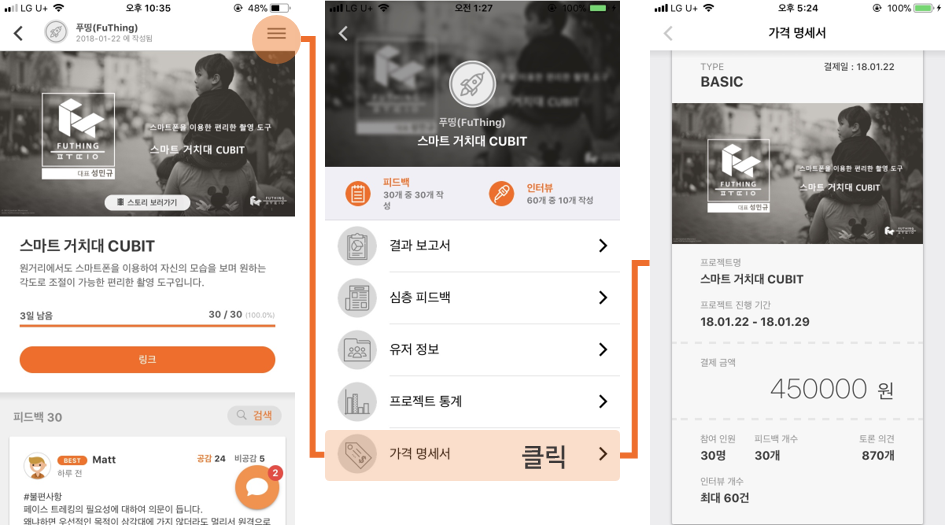 LG U+ 오전 10:35 48%
푸띵(FuThing)
2018-01-22 에 작성됨
스마트폰을 이용한 편리한 촬영 도구
스마트 거치대 CUBIT
FUTHING
ㅍㅜㄸㅣㅇ
대표 성민규
스토리 보러가기
FUTHING
스마트 거치대 CUBIT
원거리에서도 스마트폰을 이용하여 자신의 모습을 보며 원하는
각도로 조절이 가능한 편리한 촬영 도구입니다.
3일 남음 30 / 30 (100.0%)
링크
피드백 30 검색
BEST Matt 공감 24 비공감 5
하루 전
2
#불편사항
페이스 트레킹의 필요성에 대하여 의문이 듭니다.
왜냐하면 우선적인 목적이 삼각대에 가지 않더라도 멀리서 원격으로
LG U+ 오전 1:27 100%
푸띵(FuThing)
스마트 거치대 CUBIT
피드백
30개 중 30개 작
성
인터뷰
60개 중 10개 작성
결과 보고서
심층 피드백
유저 정보
프로젝트 통계
가격 명세서 클릭
LG U+ 오후 5:24 100%
가격 명세서
TYPE 결제일 : 18.01.22
BASIC
스마트폰을 이용한 편리한 촬영 도구
스마트 거치대 CUBIT
FUTHING
ㅍㅜㄸㅣㅇ
대표 성민규
FUTHING
프로젝트명
스마트 거치대 CUBIT
프로젝트 진행 기간
18.01.22 - 18.01.29
결제 금액
450000 원
참여 인원 피드백 개수 토론 의견
30명 30개 870개
인터뷰 개수
최대 60건